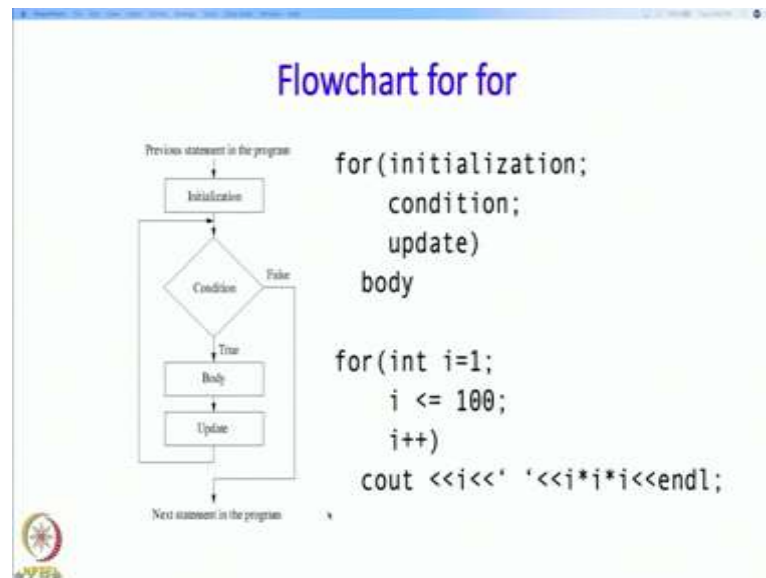 Flowchart for for
Previous statement in the program
Initialization
Condition
False
True
Body
Update
Next statement in the program
for(initialization;
condition;
update)
body
for(int i=1;
i <= 100;
i++)
cout <<i<<‘ ‘<<i*i*i<<endl;
NPTEL